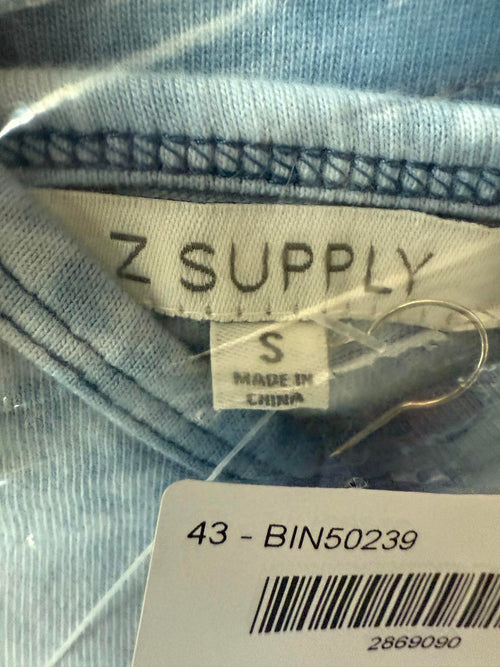 Z SUPPLY
S
MADE IN
CHINA
43 - BIN50239
2869090